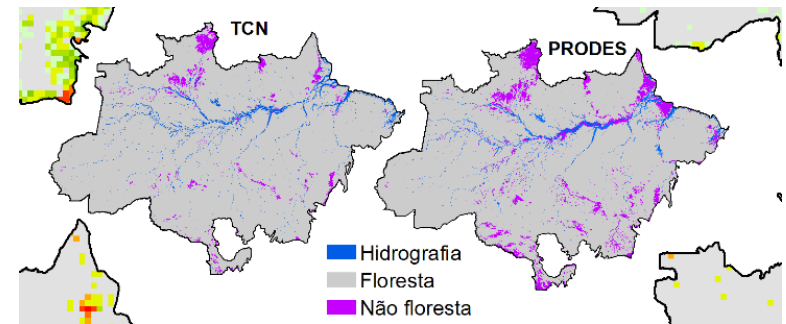 TCN
PRODES
Hidrografia
Floresta
Não floresta